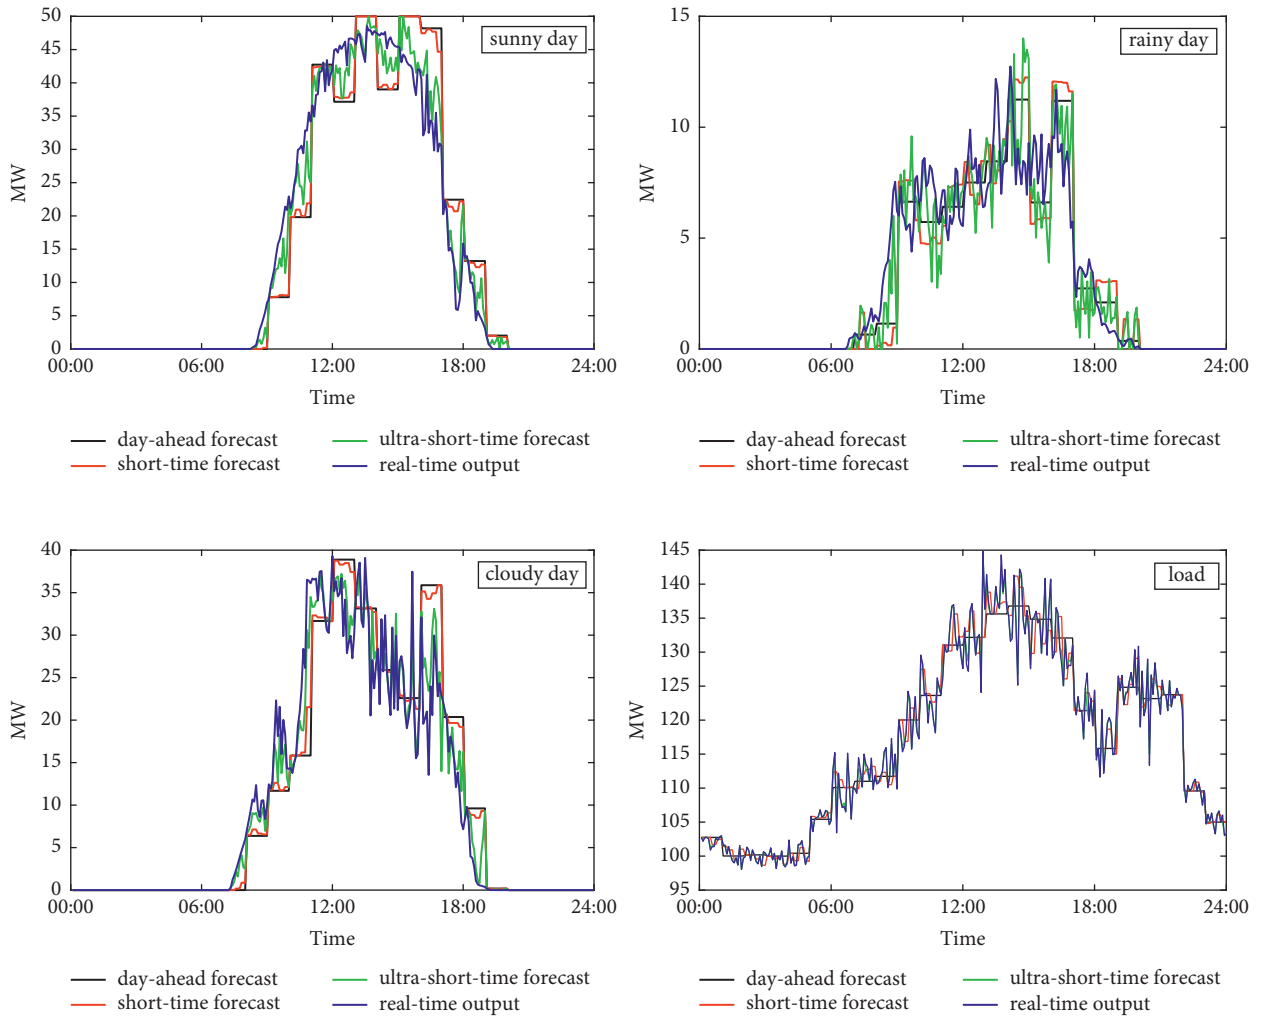 50
45
40
35
30
25
20
15
10
5
0
MW
sunny day
00:00 06:00 12:00 18:00 24:00
Time
day-ahead forecast
short-time forecast
ultra-short-time forecast
real-time output
15
10
5
0
MW
rainy day
00:00 06:00 12:00 18:00 24:00
Time
day-ahead forecast
short-time forecast
ultra-short-time forecast
real-time output
40
35
30
25
20
15
10
5
0
MW
cloudy day
00:00 06:00 12:00 18:00 24:00
Time
day-ahead forecast
short-time forecast
ultra-short-time forecast
real-time output
145
140
135
130
125
120
115
110
105
100
95
MW
load
00:00 06:00 12:00 18:00 24:00
Time
day-ahead forecast
short-time forecast
ultra-short-time forecast
real-time output